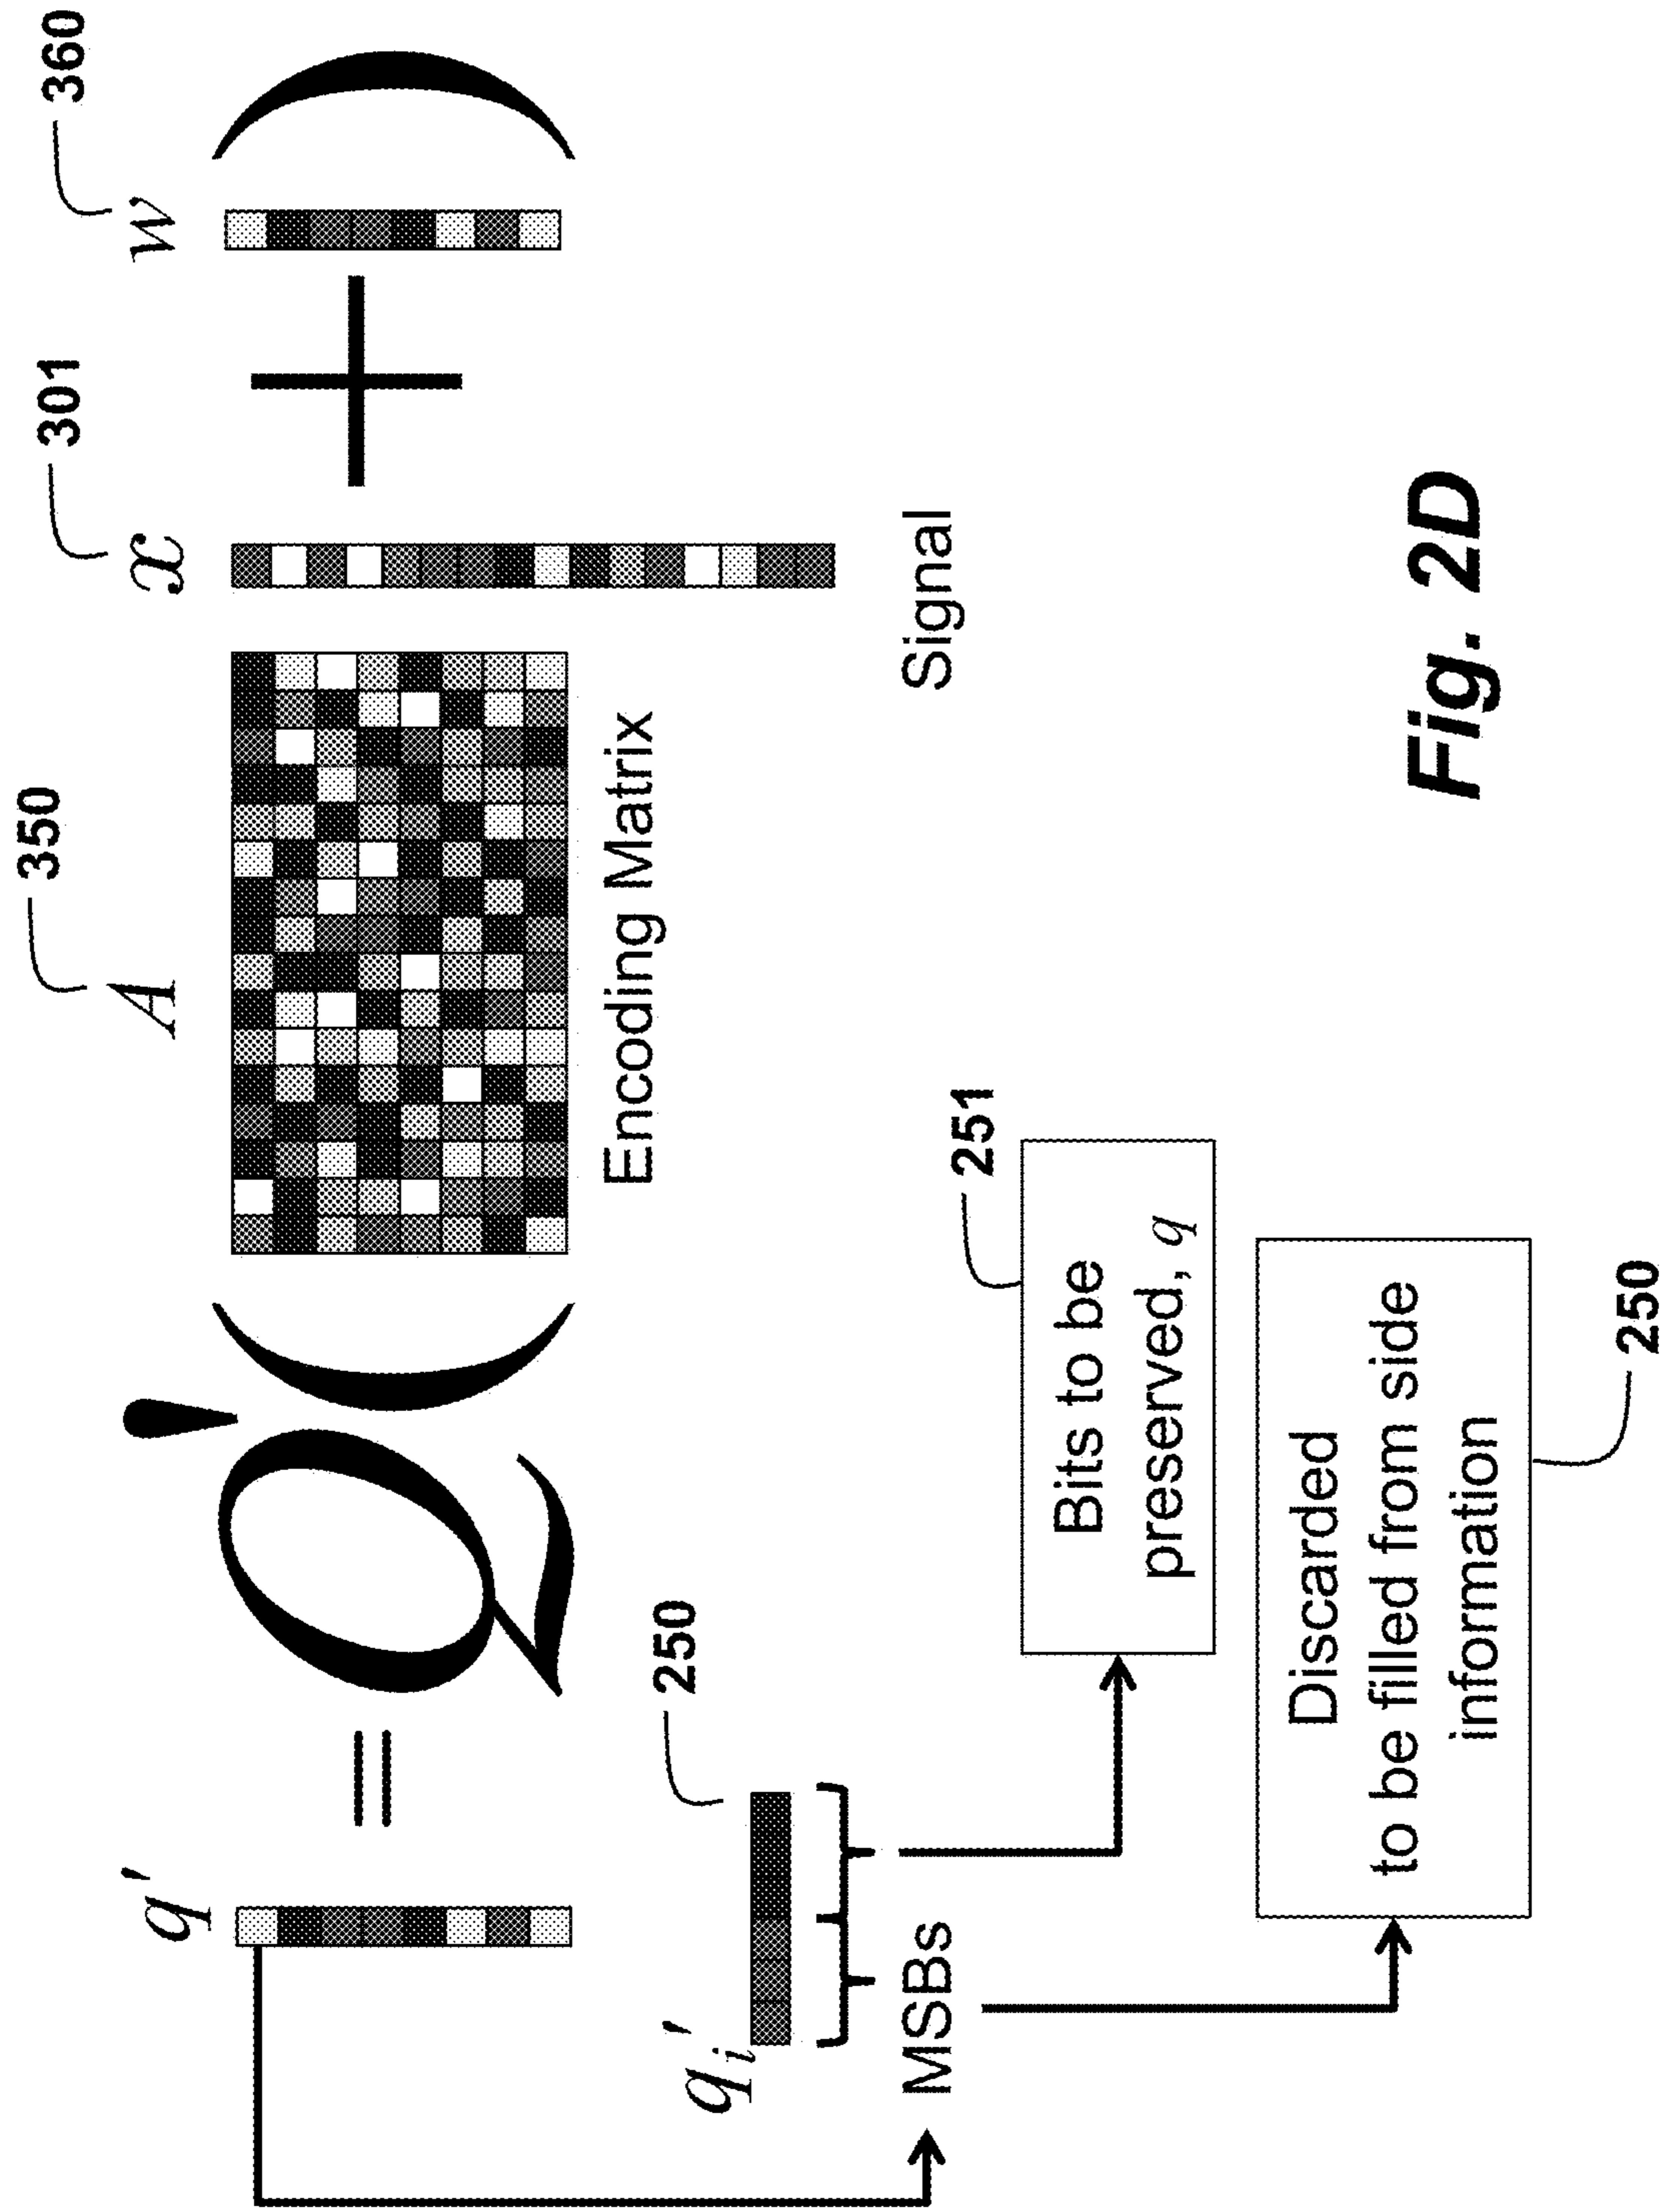 350
301
360
q' = Q'( A x + w )
Encoding Matrix
Signal
250
q_i'
MSBs
251
Bits to be
preserved, q
Discarded
to be filled from side
information
250
Fig. 2D